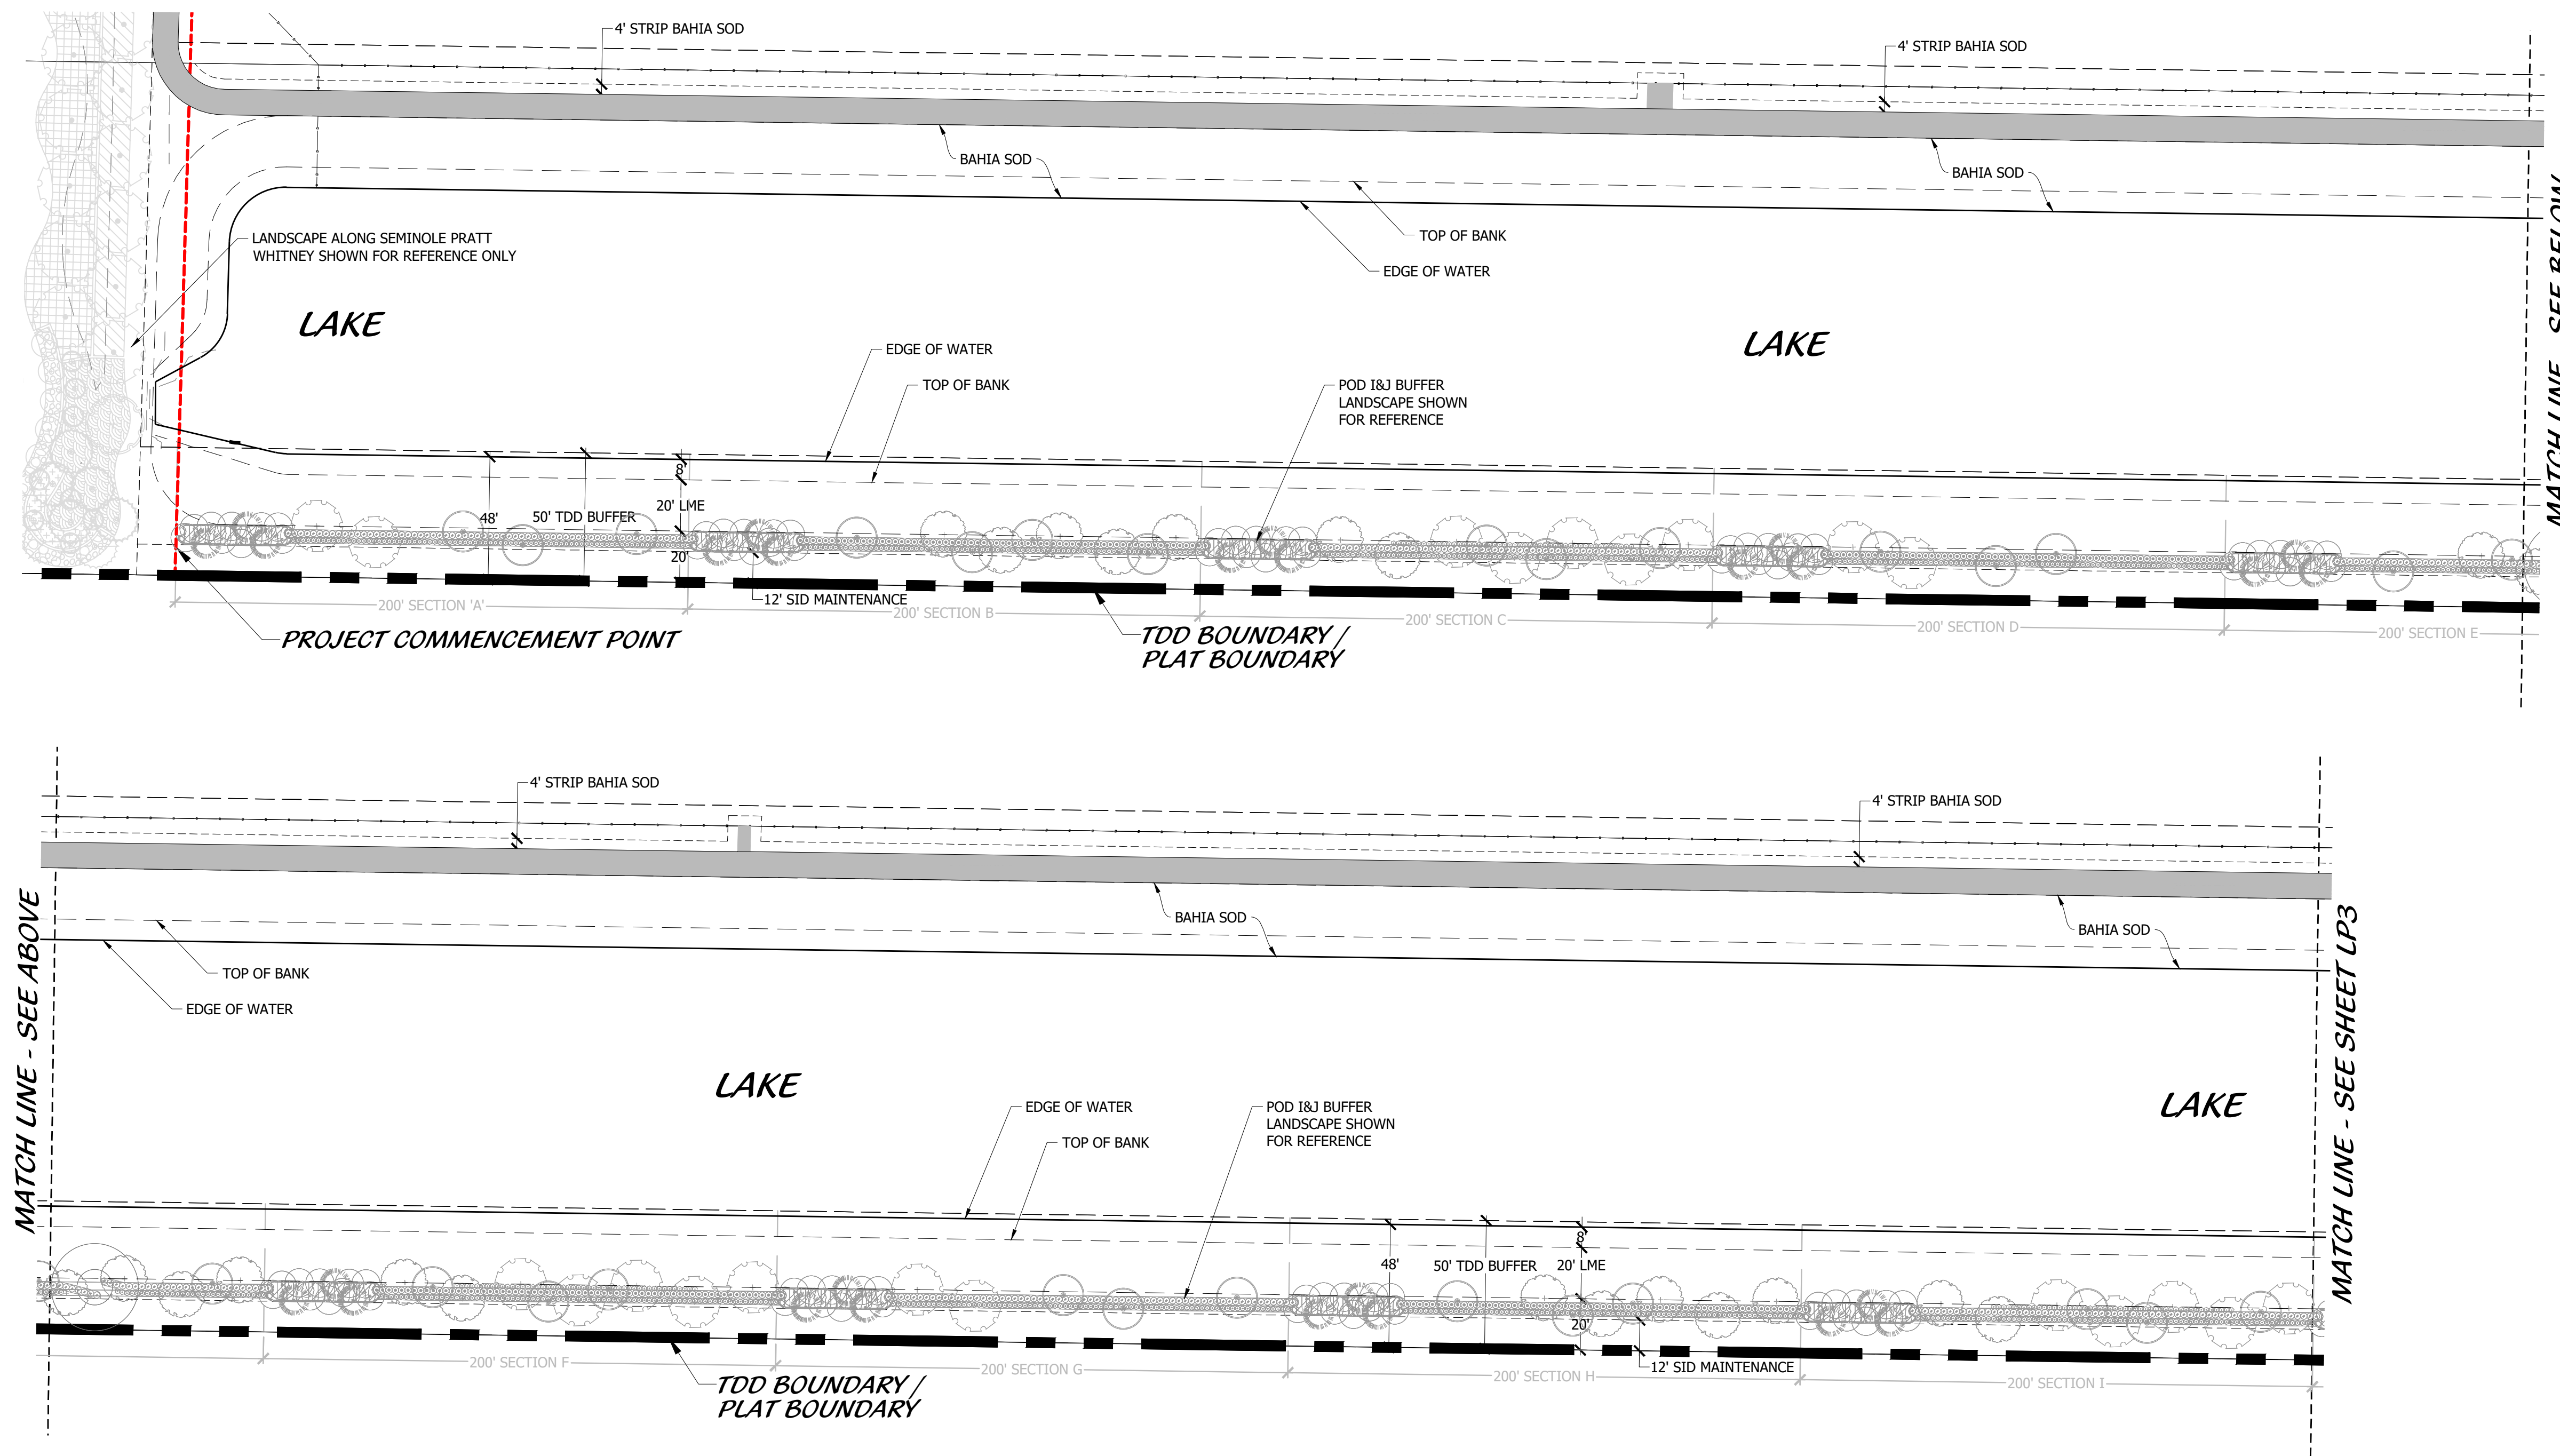 4' STRIP BAHIA SOD
4' STRIP BAHIA SOD
BAHIA SOD
BAHIA SOD
TOP OF BANK
EDGE OF WATER
LANDSCAPE ALONG SEMINOLE PRATT
WHITNEY SHOWN FOR REFERENCE ONLY
LAKE
LAKE
EDGE OF WATER
TOP OF BANK
POD I&J BUFFER
LANDSCAPE SHOWN
FOR REFERENCE
MATCH LINE - SEE BELOW
48'
50' TDD BUFFER
8'
20' LME
20'
12' SID MAINTENANCE
200' SECTION 'A'
200' SECTION B
200' SECTION C
200' SECTION D
200' SECTION E
PROJECT COMMENCEMENT POINT
TDD BOUNDARY /
PLAT BOUNDARY
4' STRIP BAHIA SOD
4' STRIP BAHIA SOD
MATCH LINE - SEE ABOVE
BAHIA SOD
BAHIA SOD
TOP OF BANK
EDGE OF WATER
LAKE
LAKE
EDGE OF WATER
TOP OF BANK
POD I&J BUFFER
LANDSCAPE SHOWN
FOR REFERENCE
MATCH LINE - SEE SHEET LP3
48'
50' TDD BUFFER
8'
20' LME
20'
12' SID MAINTENANCE
200' SECTION F
200' SECTION G
200' SECTION H
200' SECTION I
TDD BOUNDARY /
PLAT BOUNDARY